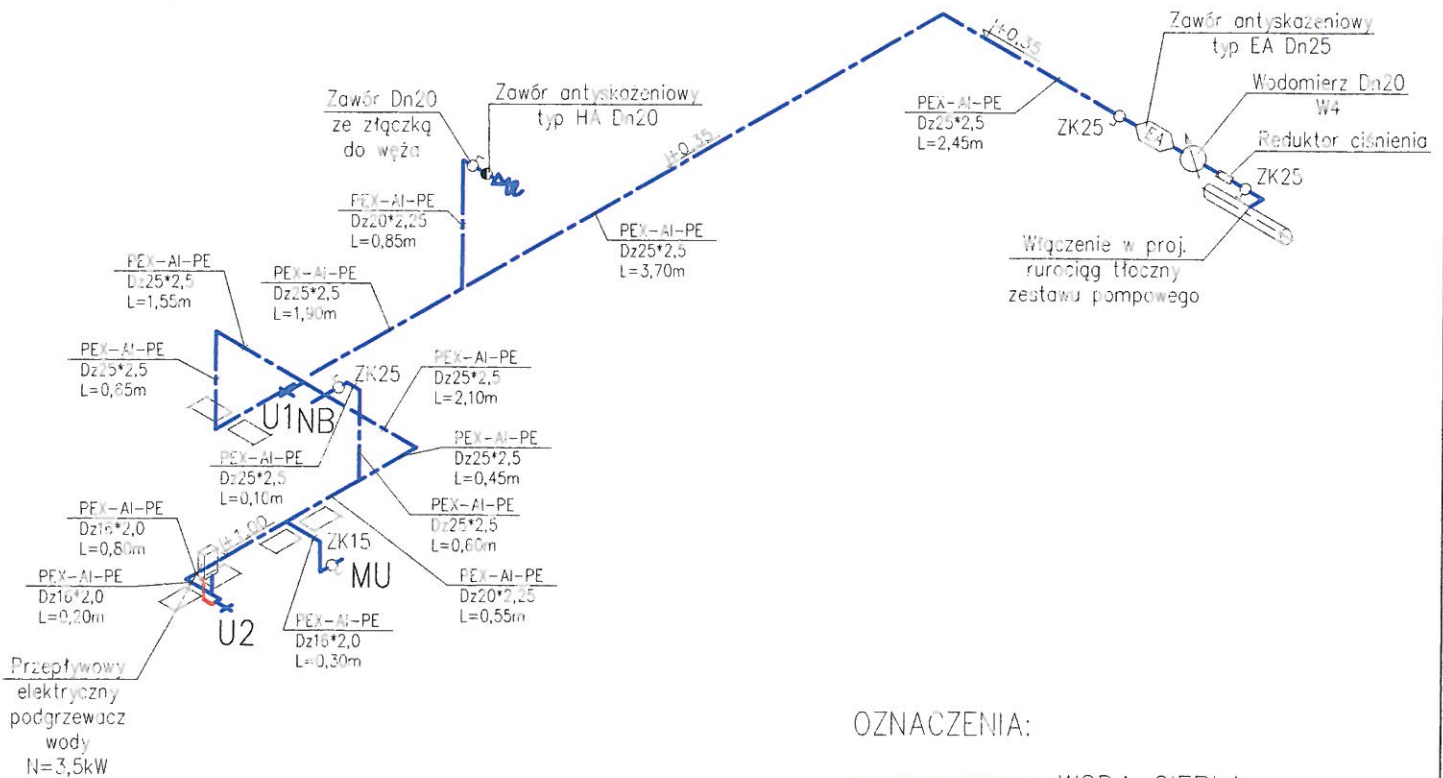 j+0,35
Zawór antyskażeniowy
typ EA Dn25
Wodomierz Dn20
W4
Reduktor ciśnienia
ZK25
EA
ZK25
PEX-Al-PE
Dz25*2,5
L=2,45m
Włączenie w proj.
rurociąg tłoczny
zestawu pompowego
Zawór Dn20
ze złączką
do węża
Zawór antyskażeniowy
typ HA Dn20
j+0,35
PEX-Al-PE
Dz20*2,25
L=0,85m
PEX-Al-PE
Dz25*2,5
L=3,70m
PEX-Al-PE
Dz25*2,5
L=1,55m
PEX-Al-PE
Dz25*2,5
L=1,90m
PEX-Al-PE
Dz25*2,5
L=0,65m
ZK25
U1
NB
PEX-Al-PE
Dz25*2,5
L=2,10m
PEX-Al-PE
Dz25*2,5
L=0,45m
PEX-Al-PE
Dz25*2,5
L=0,10m
PEX-Al-PE
Dz25*2,5
L=0,60m
PEX-Al-PE
Dz16*2,0
L=0,80m
j+1,00
ZK15
MU
PEX-Al-PE
Dz20*2,25
L=0,55m
PEX-Al-PE
Dz16*2,0
L=0,20m
U2
PEX-Al-PE
Dz16*2,0
L=0,30m
Przepływowy
elektryczny
podgrzewacz
wody
N=3,5kW
OZNACZENIA: